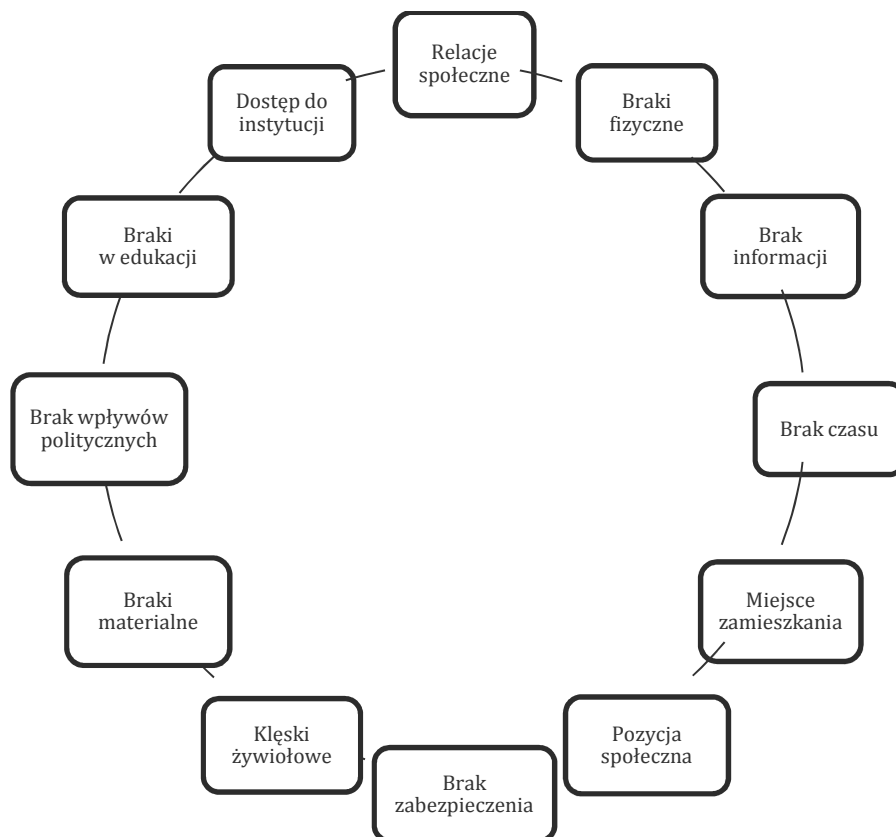 Relacje
społeczne
Braki
fizyczne
Brak
informacji
Brak czasu
Miejsce
zamieszkania
Pozycja
społeczna
Brak
zabezpieczenia
Klęski
żywiołowe
Braki
materialne
Brak wpływów
politycznych
Braki
w edukacji
Dostęp do
instytucji